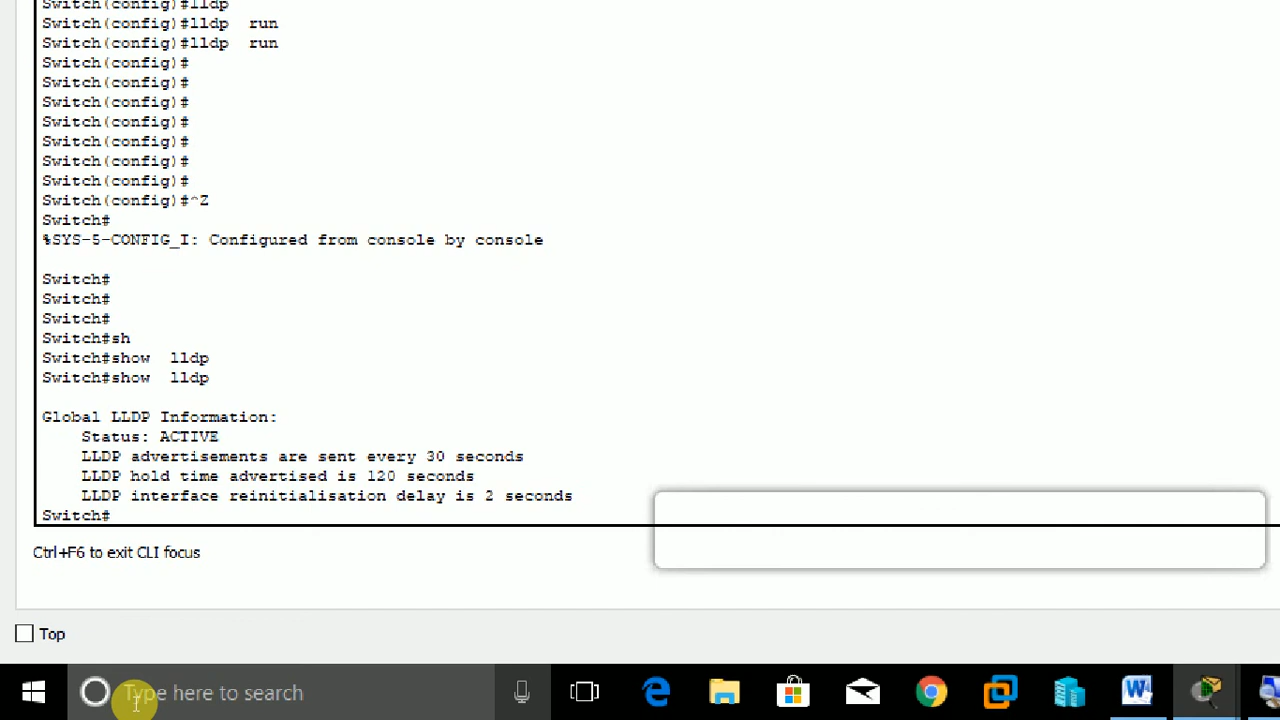 Switch(config)#lldp
Switch(config)#lldp  run
Switch(config)#lldp  run
Switch(config)#
Switch(config)#
Switch(config)#
Switch(config)#
Switch(config)#
Switch(config)#
Switch(config)#
Switch(config)#^Z
Switch#
%SYS-5-CONFIG_I: Configured from console by console
Switch#
Switch#
Switch#
Switch#sh
Switch#show  lldp
Switch#show  lldp
Global LLDP Information:
    Status: ACTIVE
    LLDP advertisements are sent every 30 seconds
    LLDP hold time advertised is 120 seconds
    LLDP interface reinitialisation delay is 2 seconds
Switch#
Ctrl+F6 to exit CLI focus
Top
Type here to search